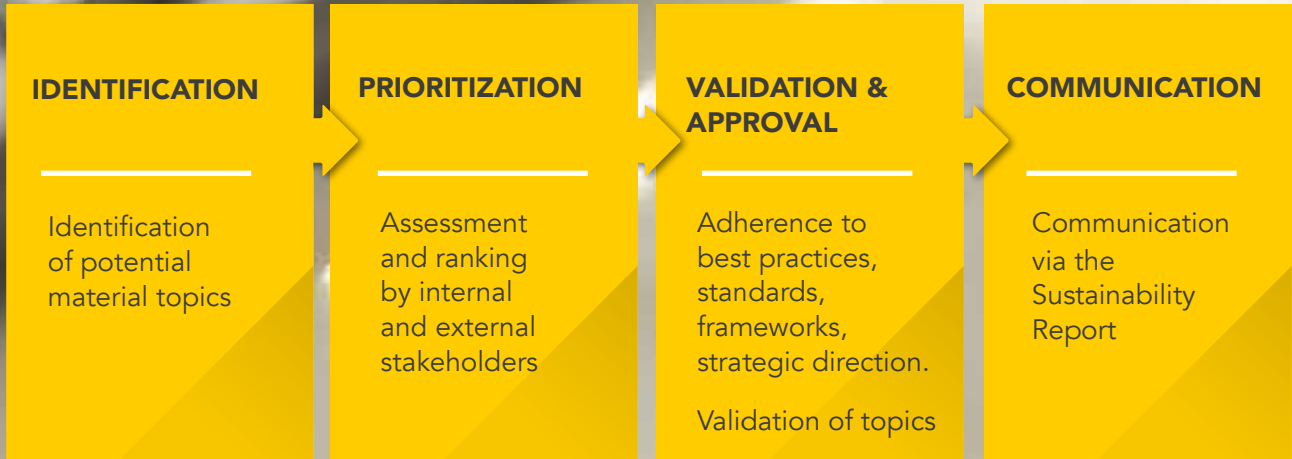 IDENTIFICATION
Identification
of potential
material topics
PRIORITIZATION
Assessment
and ranking
by internal
and external
stakeholders
VALIDATION &
APPROVAL
Adherence to
best practices,
standards,
frameworks,
strategic direction.
Validation of topics
COMMUNICATION
Communication
via the
Sustainability
Report